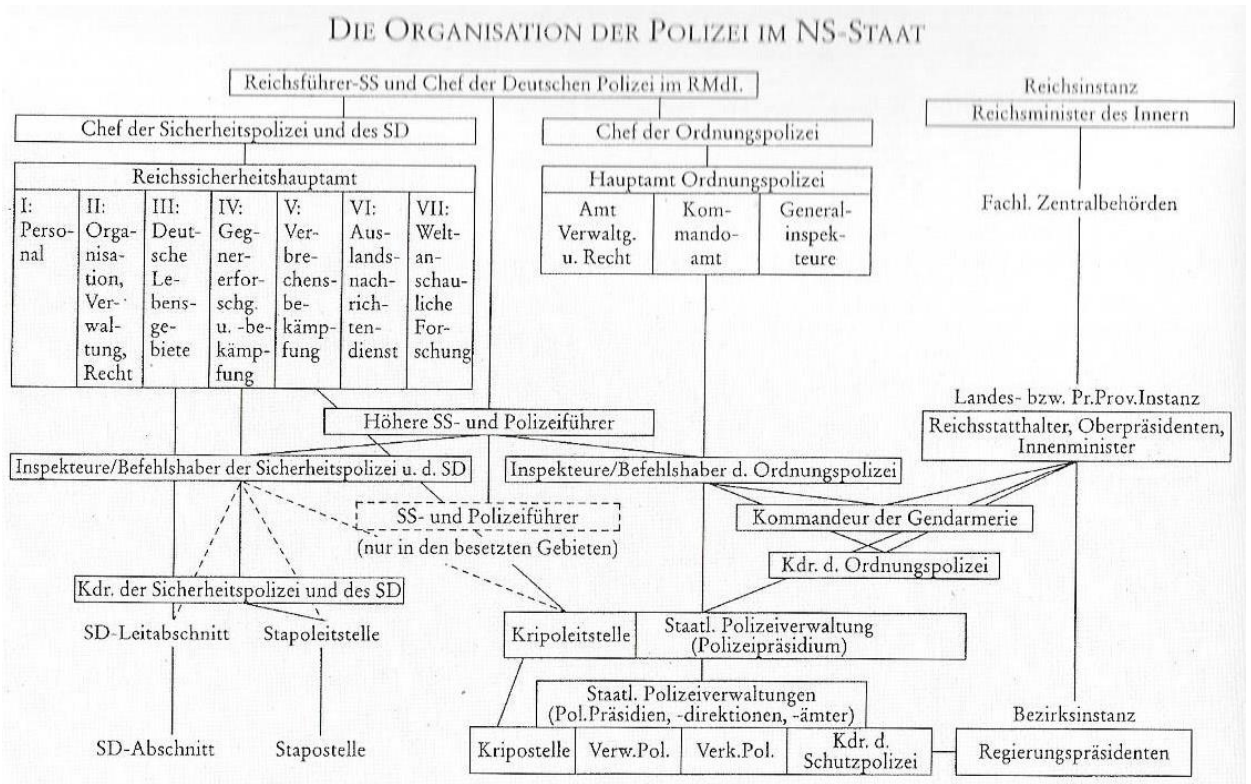 DIE ORGANISATION DER POLIZEI IM NS-STAAT
Reichsführer-SS und Chef der Deutschen Polizei im RMdI.
Reichsinstanz
Reichsminister des Innern
Chef der Sicherheitspolizei und des SD
Chef der Ordnungspolizei
Reichssicherheitshauptamt
I:
Perso-
nal
II:
Orga-
nisa-
tion,
Ver-
wal-
tung,
Recht
III:
Deut-
sche
Le-
bens-
ge-
biete
IV:
Geg-
ner-
erfor-
schg.
u. -be-
kämp-
fung
V:
Ver-
bre-
chens-
be-
kämp-
fung
VI:
Aus-
lands-
nach-
rich-
ten-
dienst
VII:
Welt-
an-
schau-
liche
For-
schung
Hauptamt Ordnungspolizei
Amt
Verwaltg.
u. Recht
Kom-
mando-
amt
General-
inspek-
teure
Fachl. Zentralbehörden
Landes- bzw. Pr.Prov.Instanz
Reichsstatthalter, Oberpräsidenten,
Innenminister
Höhere SS- und Polizeiführer
Inspekteure/Befehlshaber der Sicherheitspolizei u. d. SD
Inspekteure/Befehlshaber d. Ordnungspolizei
SS- und Polizeiführer
(nur in den besetzten Gebieten)
Kommandeur der Gendarmerie
Kdr. d. Ordnungspolizei
Kdr. der Sicherheitspolizei und des SD
SD-Leitabschnitt
Stapoleitstelle
Kripoleitstelle
Staatl. Polizeiverwaltung
(Polizeipräsidium)
Staatl. Polizeiverwaltungen
(Pol.Präsidien, -direktionen, -ämter)
Bezirksinstanz
SD-Abschnitt
Stapostelle
Kripostelle
Verw.Pol.
Verk.Pol.
Kdr. d.
Schutzpolizei
Regierungspräsidenten